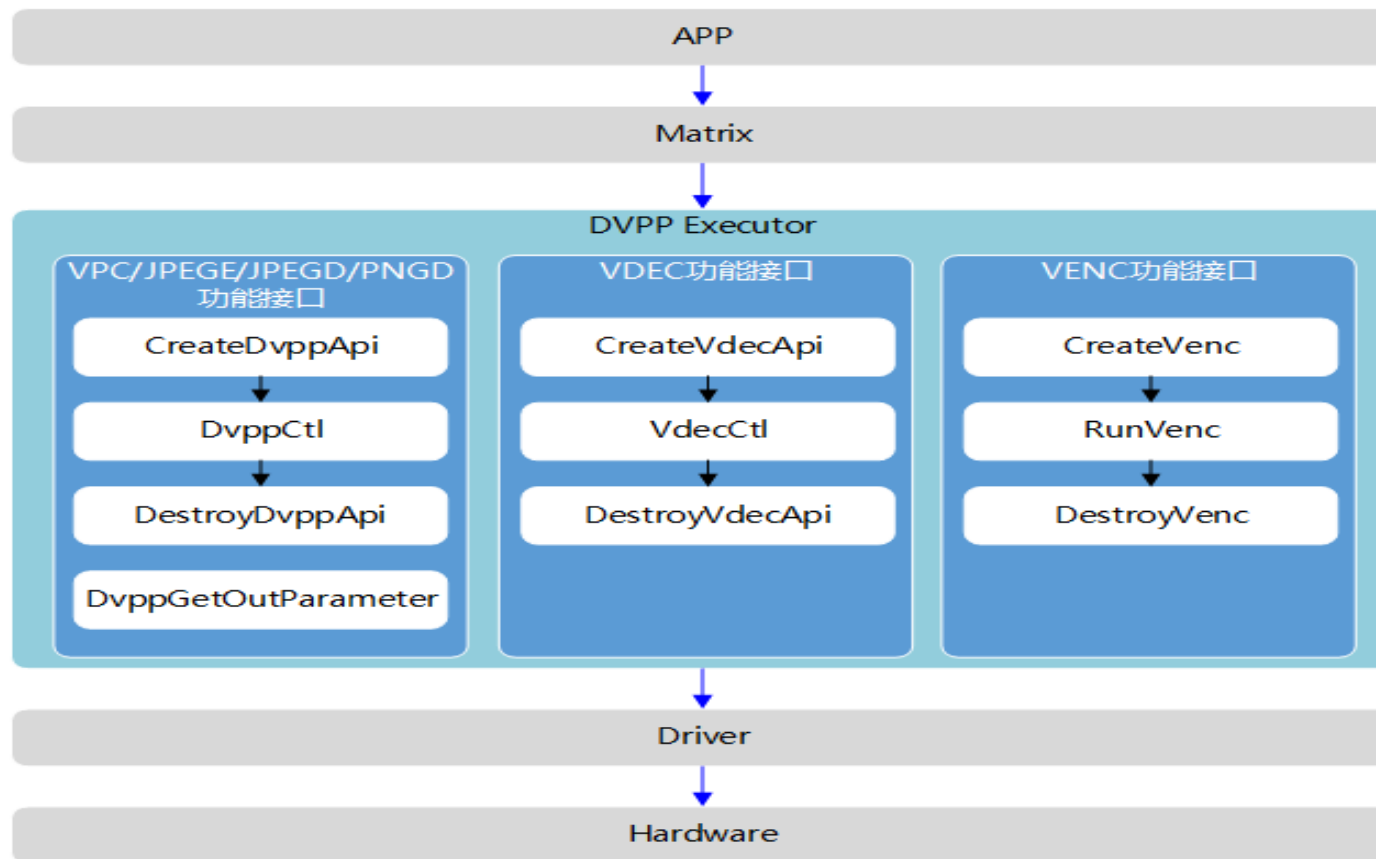 APP
Matrix
DVPP Executor
VPC/JPEGE/JPEGD/PNGD
功能接口
CreateDvppApi
DvppCtl
DestroyDvppApi
DvppGetOutParameter
VDEC功能接口
CreateVdecApi
VdecCtl
DestroyVdecApi
VENC功能接口
CreateVenc
RunVenc
DestroyVenc
Driver
Hardware